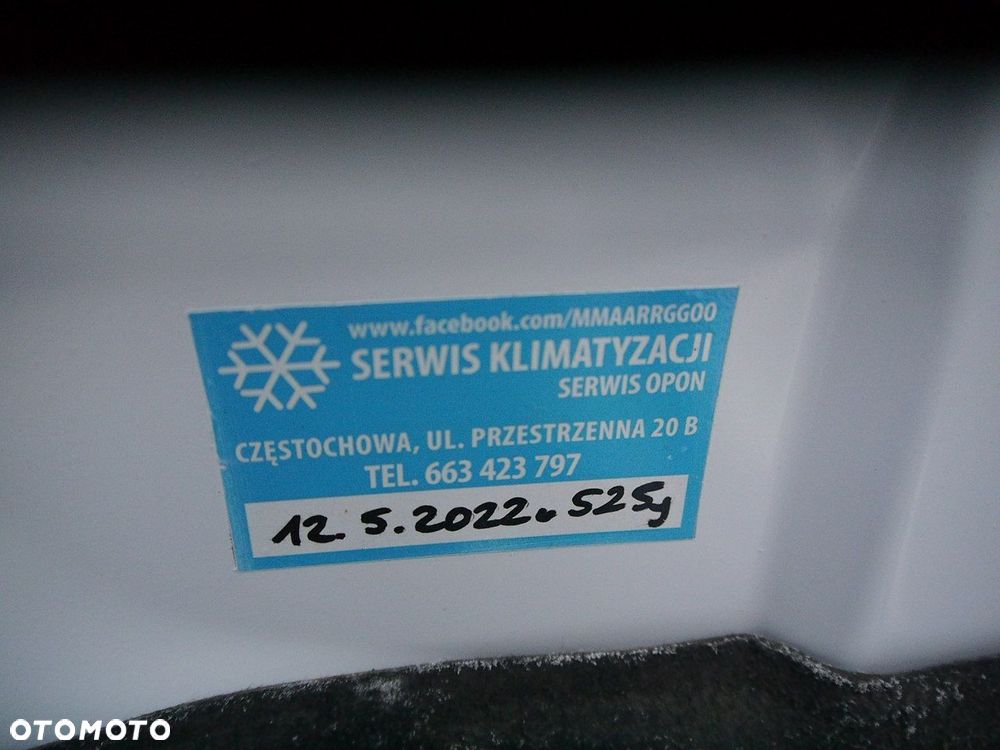 www.facebook.com/MMAARRGGOO
SERWIS KLIMATYZACJI
SERWIS OPON
CZĘSTOCHOWA, UL. PRZESTRZENNA 20 B
TEL. 663 423 797
12.5.2022. 525g
OTOMOTO